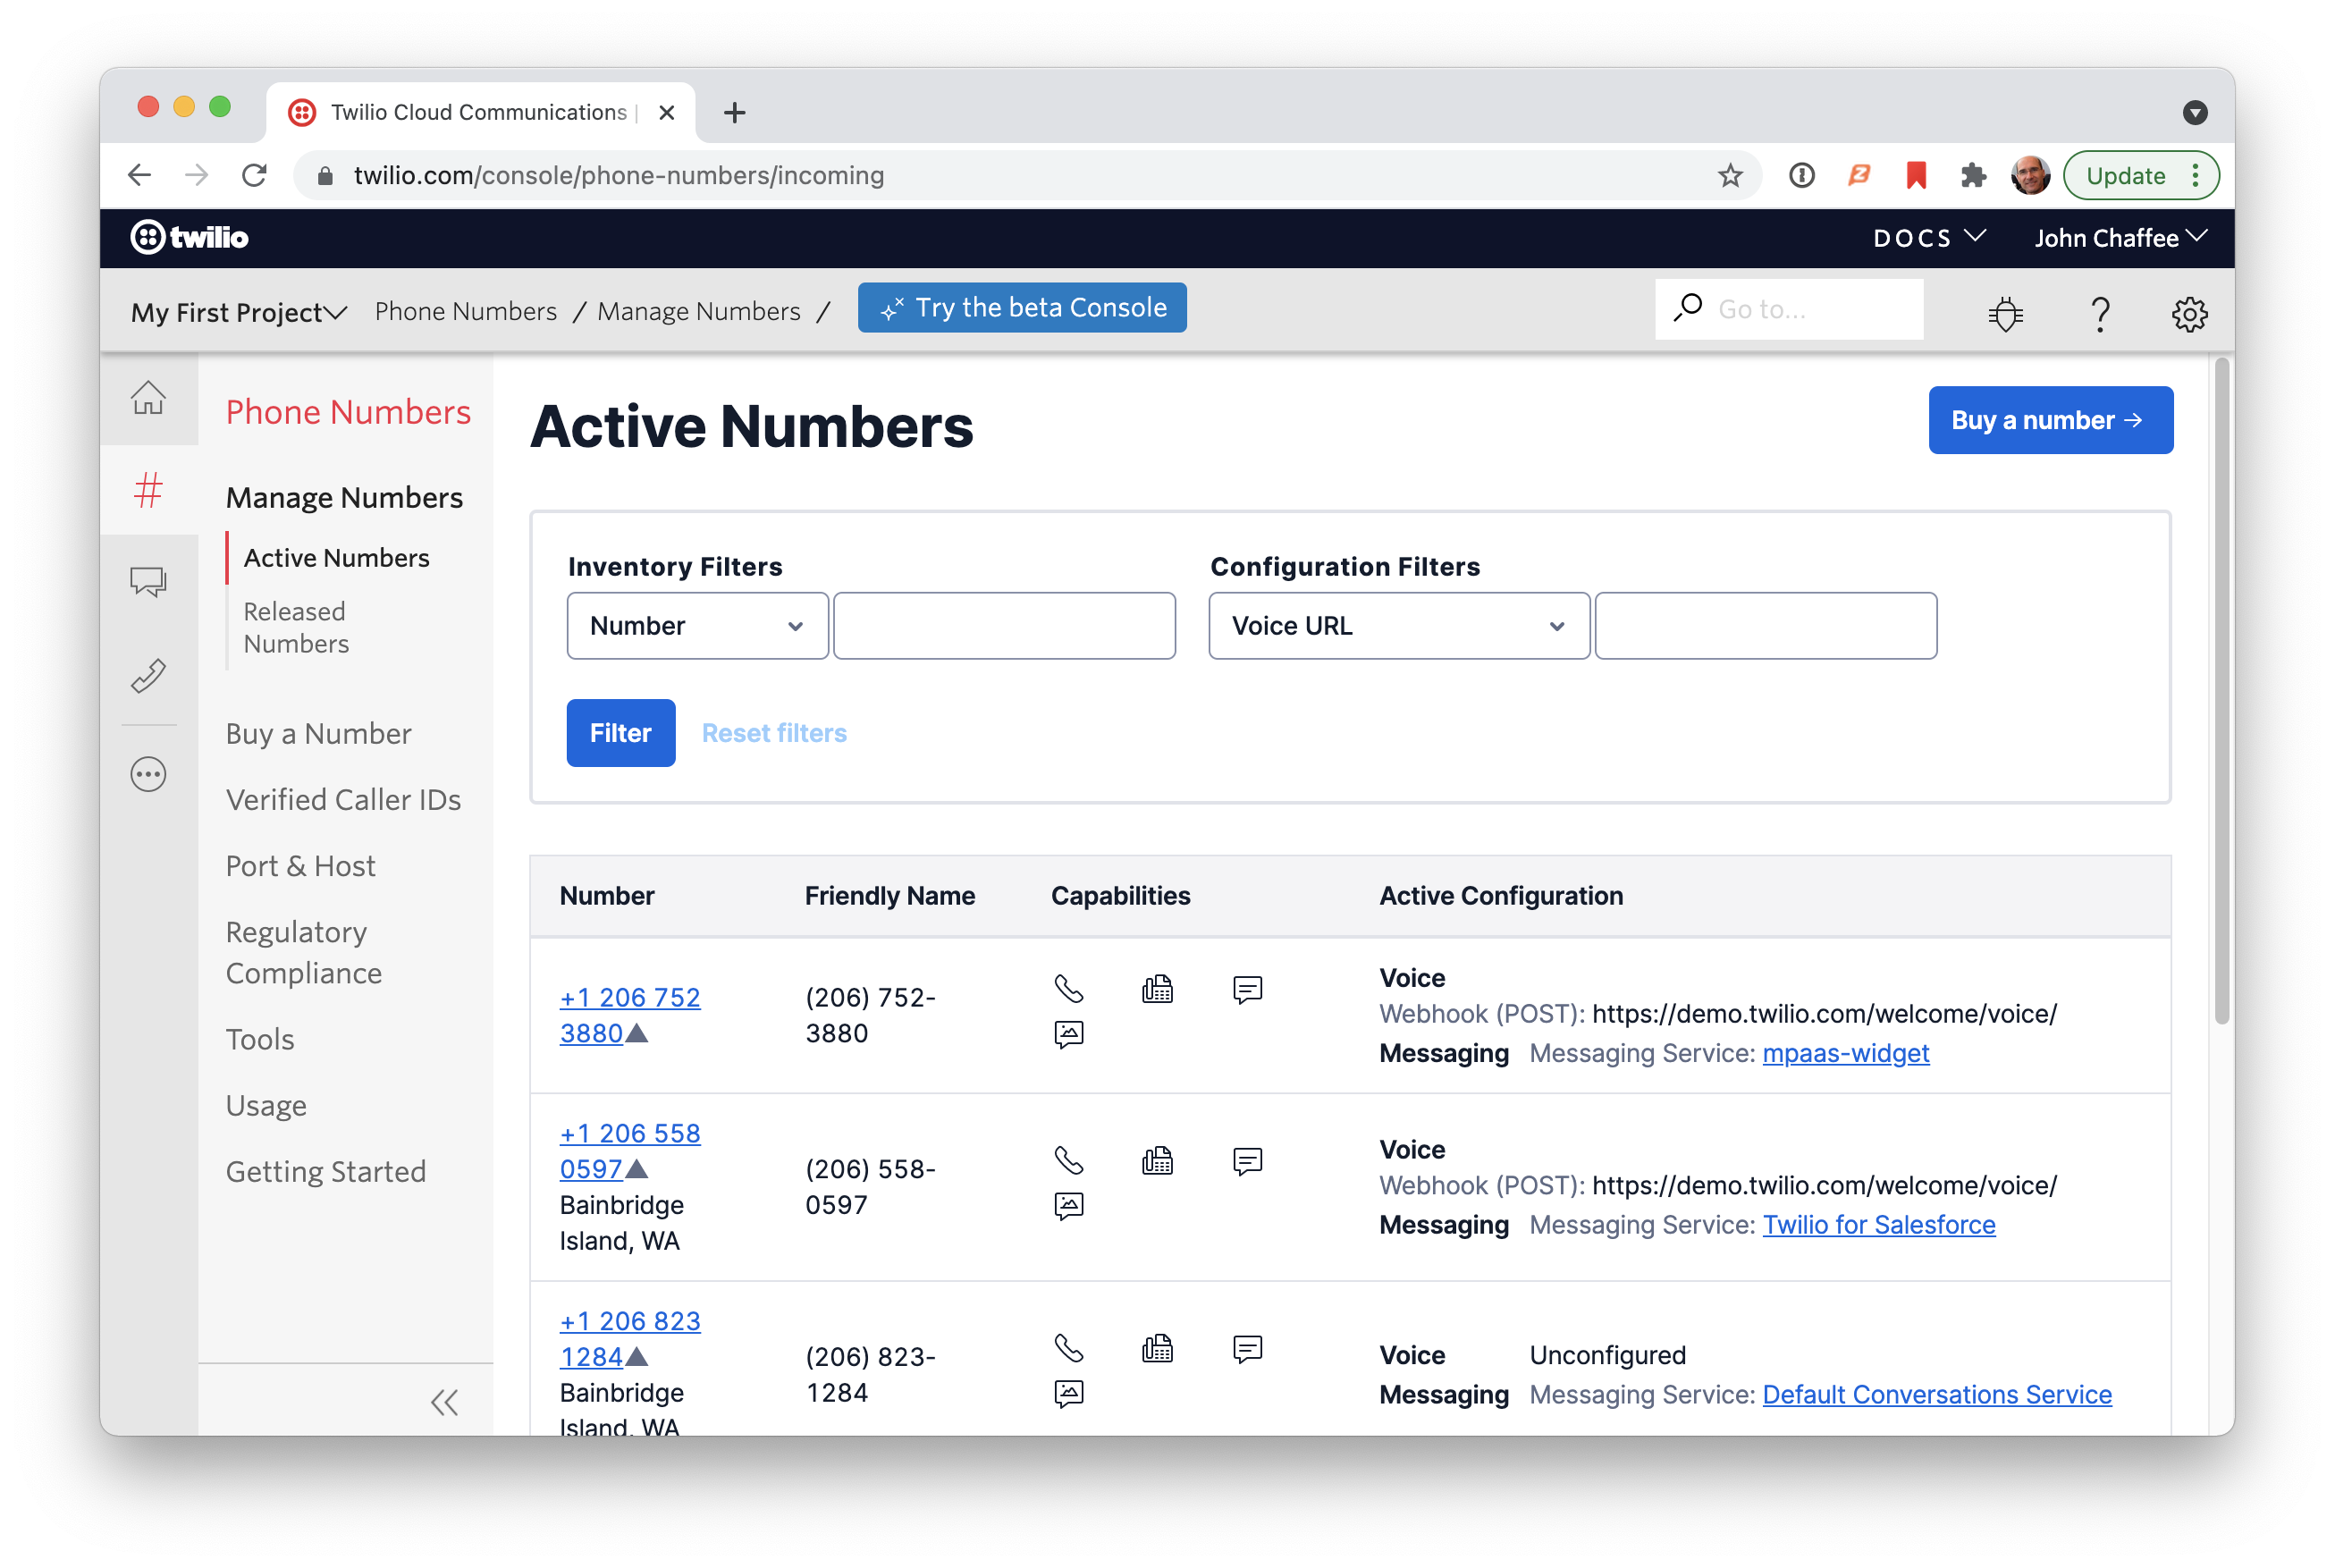 Twilio Cloud Communications |
twilio.com/console/phone-numbers/incoming
Update
twilio
DOCS
John Chaffee
My First Project
Phone Numbers / Manage Numbers /
Try the beta Console
Go to...
Phone Numbers
Manage Numbers
Active Numbers
Released
Numbers
Buy a Number
Verified Caller IDs
Port & Host
Regulatory
Compliance
Tools
Usage
Getting Started
Active Numbers
Buy a number →
Inventory Filters
Number
Configuration Filters
Voice URL
Filter
Reset filters
Number Friendly Name Capabilities Active Configuration
+1 206 752
3880
(206) 752-
3880
Voice
Webhook (POST): https://demo.twilio.com/welcome/voice/
Messaging Messaging Service: mpaas-widget
+1 206 558
0597
Bainbridge
Island, WA
(206) 558-
0597
Voice
Webhook (POST): https://demo.twilio.com/welcome/voice/
Messaging Messaging Service: Twilio for Salesforce
+1 206 823
1284
Bainbridge
Island, WA
(206) 823-
1284
Voice Unconfigured
Messaging Messaging Service: Default Conversations Service